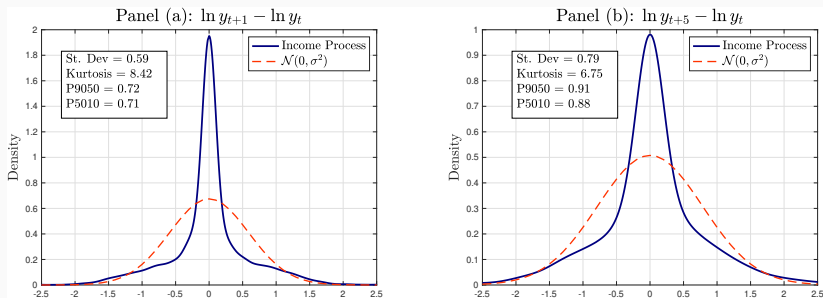 Panel (a): ln y_{t+1} − ln y_t
St. Dev = 0.59
Kurtosis = 8.42
P9050 = 0.72
P5010 = 0.71
Income Process
N(0, σ²)
Density
2
1.8
1.6
1.4
1.2
1
0.8
0.6
0.4
0.2
0
-2.5 -2 -1.5 -1 -0.5 0 0.5 1 1.5 2 2.5
Panel (b): ln y_{t+5} − ln y_t
St. Dev = 0.79
Kurtosis = 6.75
P9050 = 0.91
P5010 = 0.88
Income Process
N(0, σ²)
Density
1
0.9
0.8
0.7
0.6
0.5
0.4
0.3
0.2
0.1
0
-2.5 -2 -1.5 -1 -0.5 0 0.5 1 1.5 2 2.5